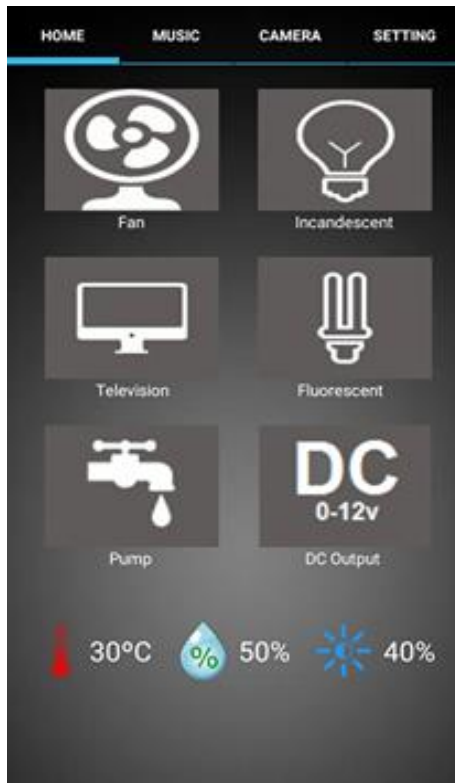 HOME MUSIC CAMERA SETTING
Fan Incandescent
Television Fluorescent
DC
0-12v
Pump DC Output
30°C % 50% 40%